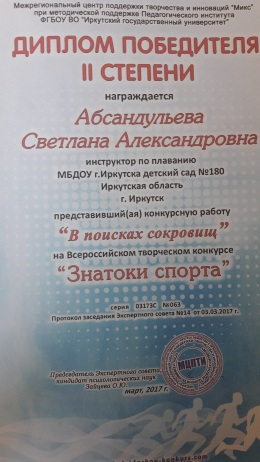 Межрегиональный центр поддержки творчества и инноваций "Микс"
при методической поддержке Педагогического института
ФГБОУ ВО "Иркутский государственный университет"
ДИПЛОМ ПОБЕДИТЕЛЯ
II СТЕПЕНИ
награждается
Абсандульева
Светлана Александровна
инструктор по плаванию
МБДОУ г.Иркутска детский сад №180
Иркутская область
г. Иркутск
представивший(ая) конкурсную работу
"В поисках сокровищ"
на Всероссийском творческом конкурсе
"Знатоки спорта"
серия 03173С №063
Протокол заседания Экспертного совета №14 от 03.03.2017 г.
МЦПТИ
Председатель Экспертного совета,
кандидат психологических наук
Зайцева О.Ю.
март, 2017 г.